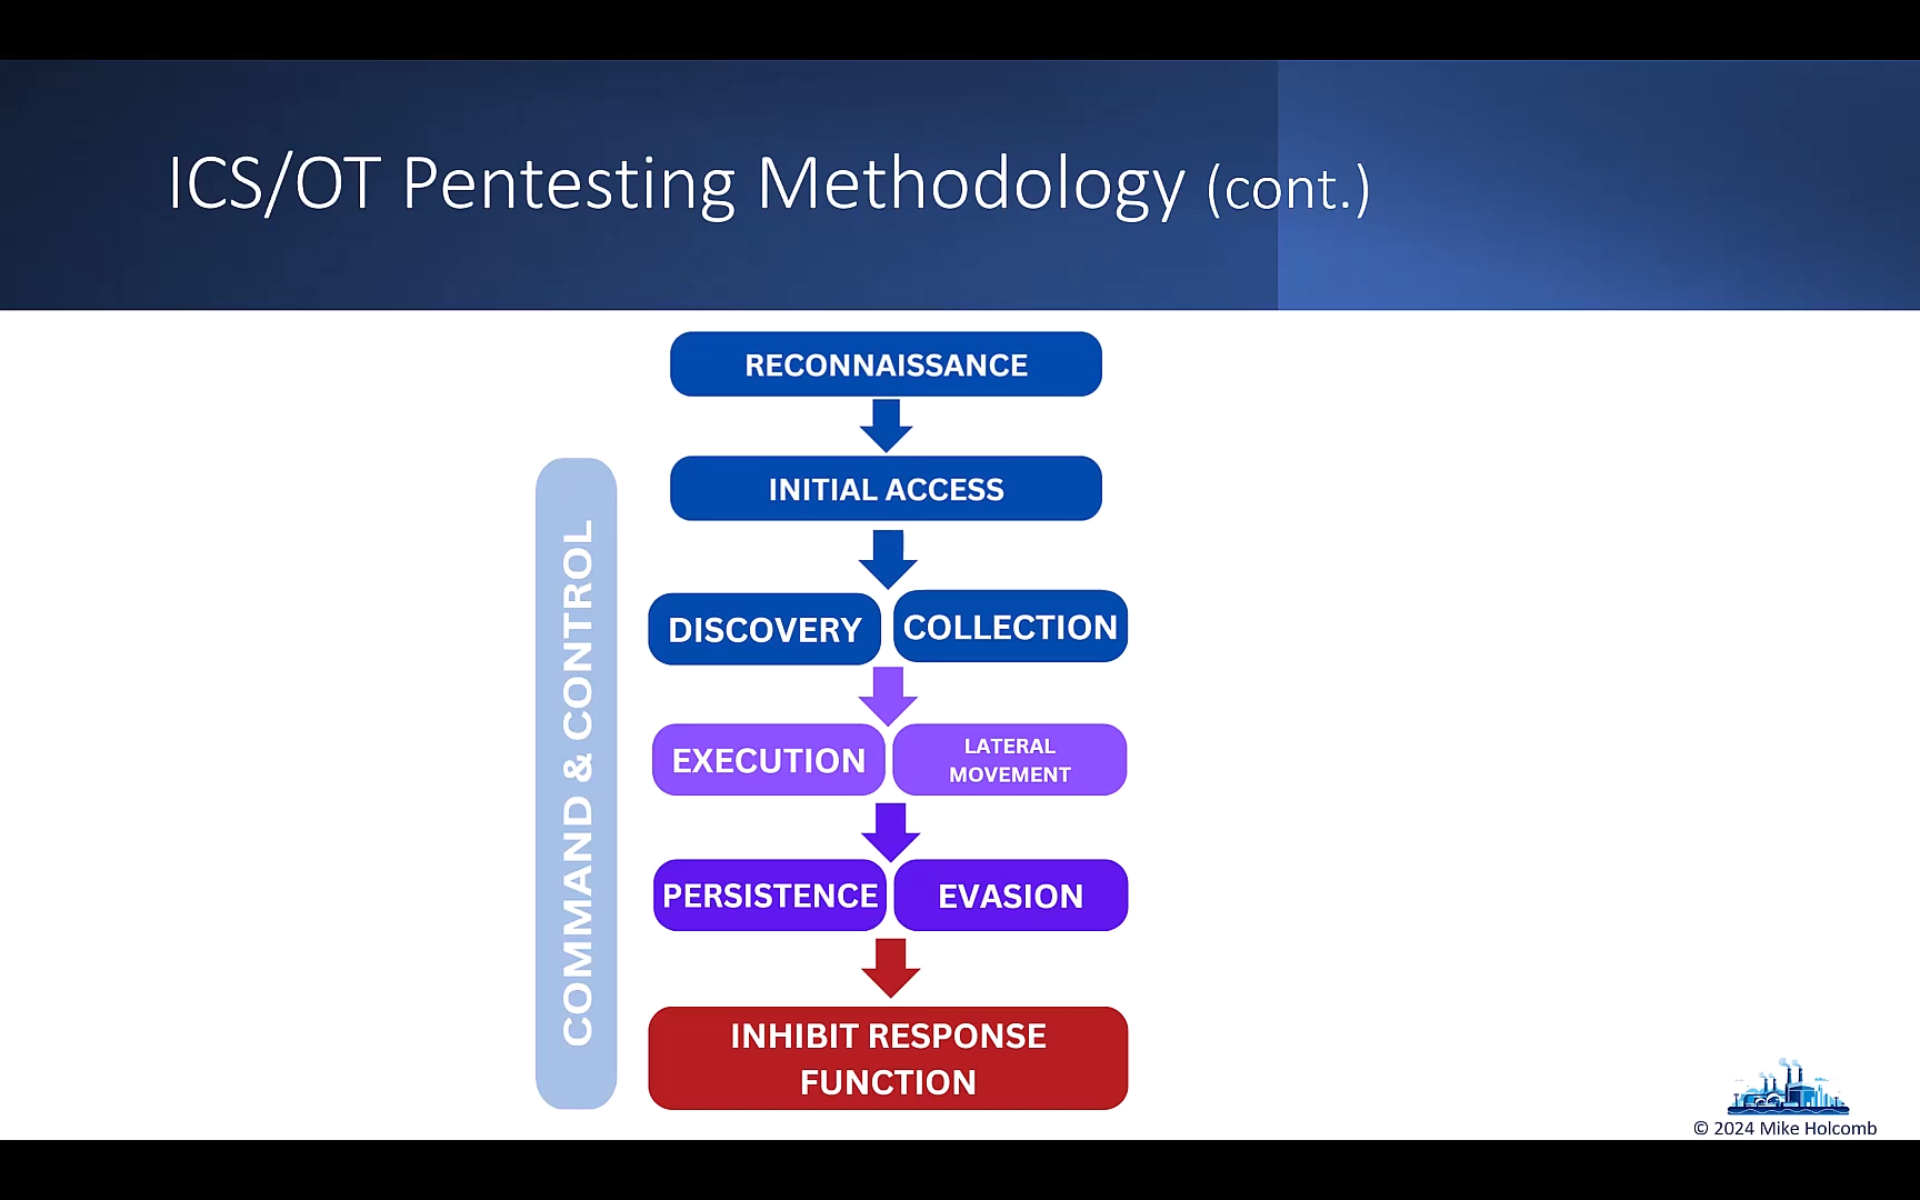 ICS/OT Pentesting Methodology (cont.)
RECONNAISSANCE
INITIAL ACCESS
DISCOVERY
COLLECTION
EXECUTION
LATERAL
MOVEMENT
PERSISTENCE
EVASION
INHIBIT RESPONSE
FUNCTION
COMMAND & CONTROL
© 2024 Mike Holcomb